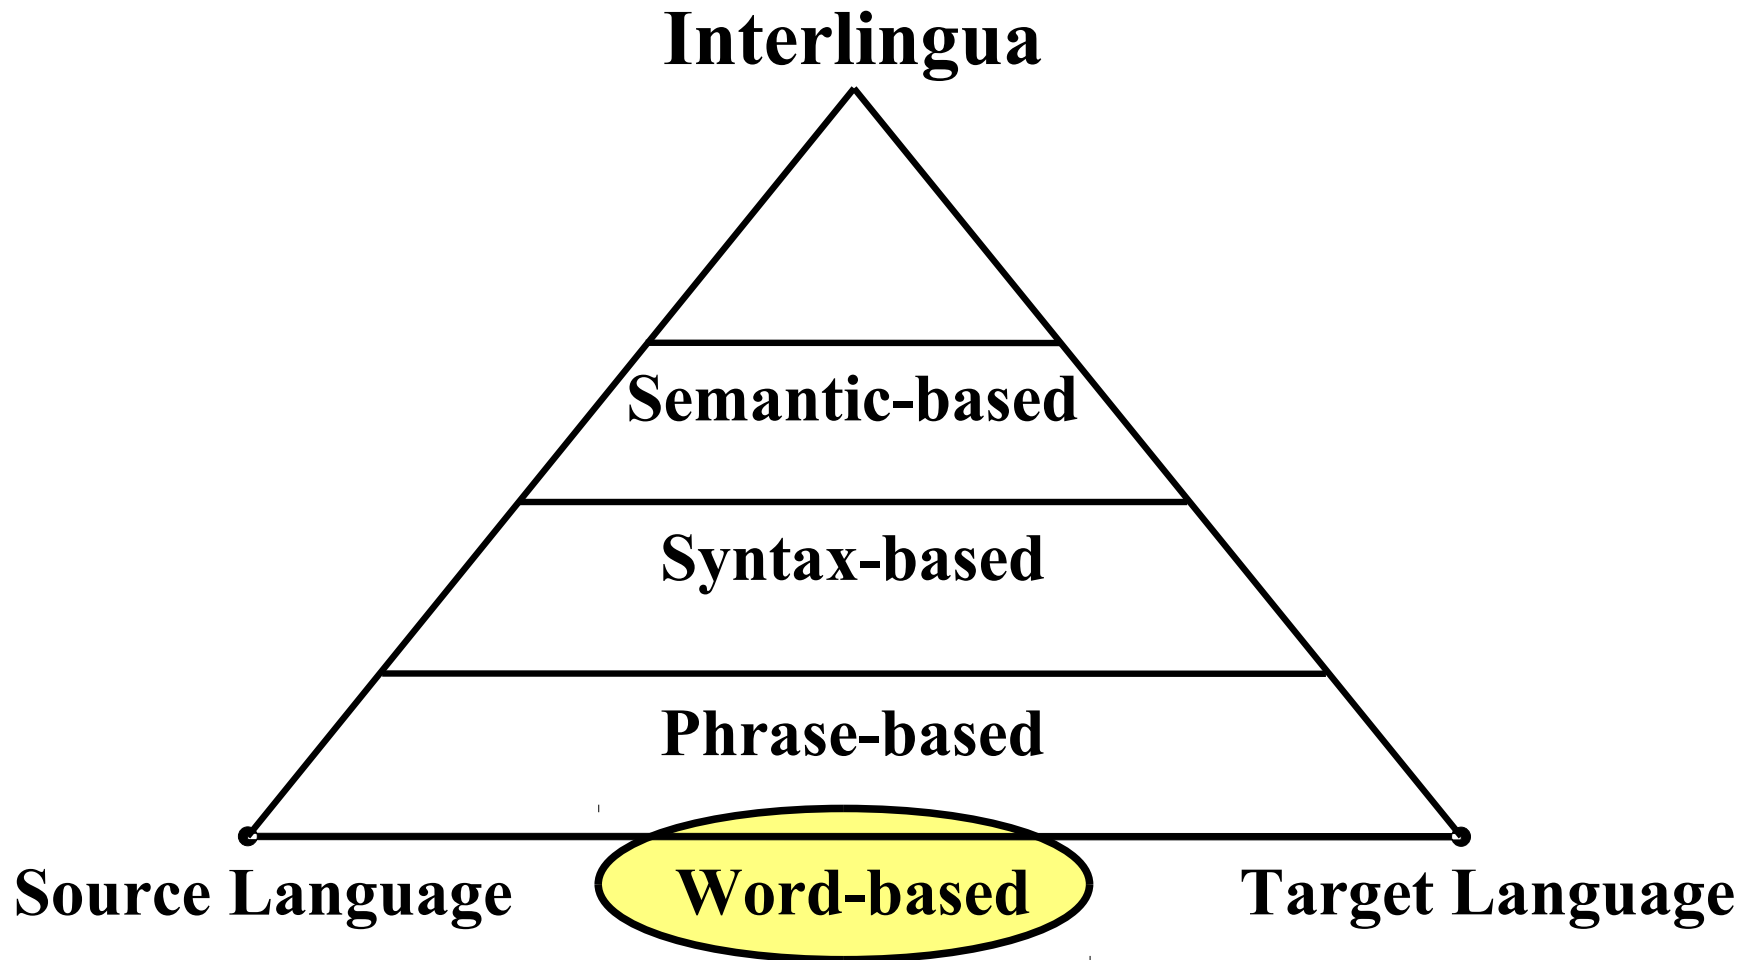 Interlingua
Semantic-based
Syntax-based
Phrase-based
Source Language
Word-based
Target Language